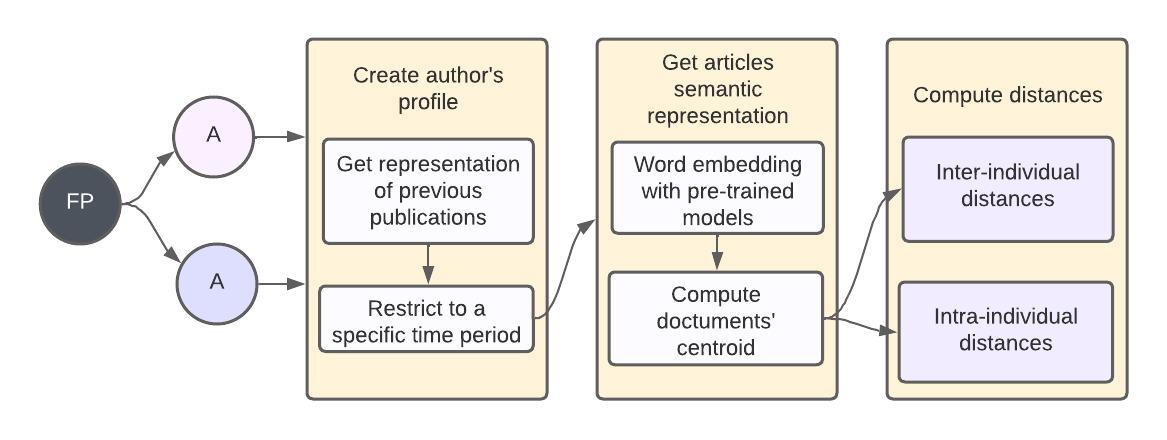 FP
A
A
Create author's
profile
Get representation
of previous
publications
Restrict to a
specific time period
Get articles
semantic
representation
Word embedding
with pre-trained
models
Compute
doctuments'
centroid
Compute distances
Inter-individual
distances
Intra-individual
distances